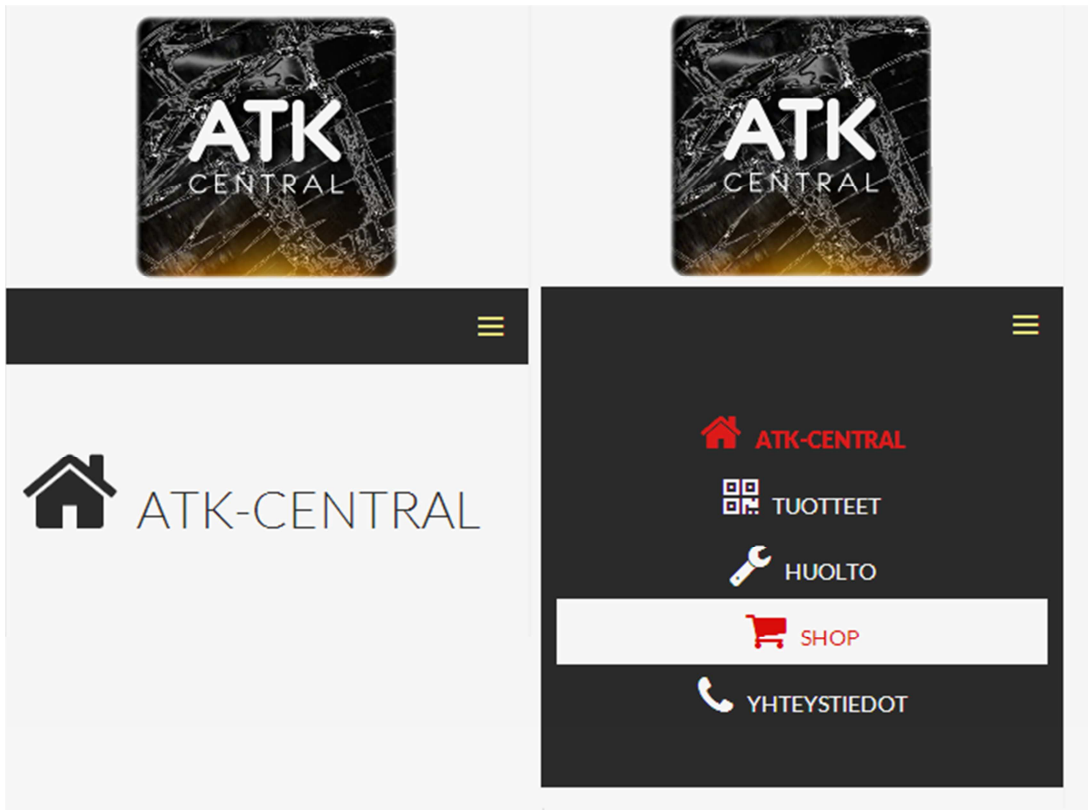 ATK
CENTRAL
ATK-CENTRAL
ATK
CENTRAL
ATK-CENTRAL
TUOTTEET
HUOLTO
SHOP
YHTEYSTIEDOT